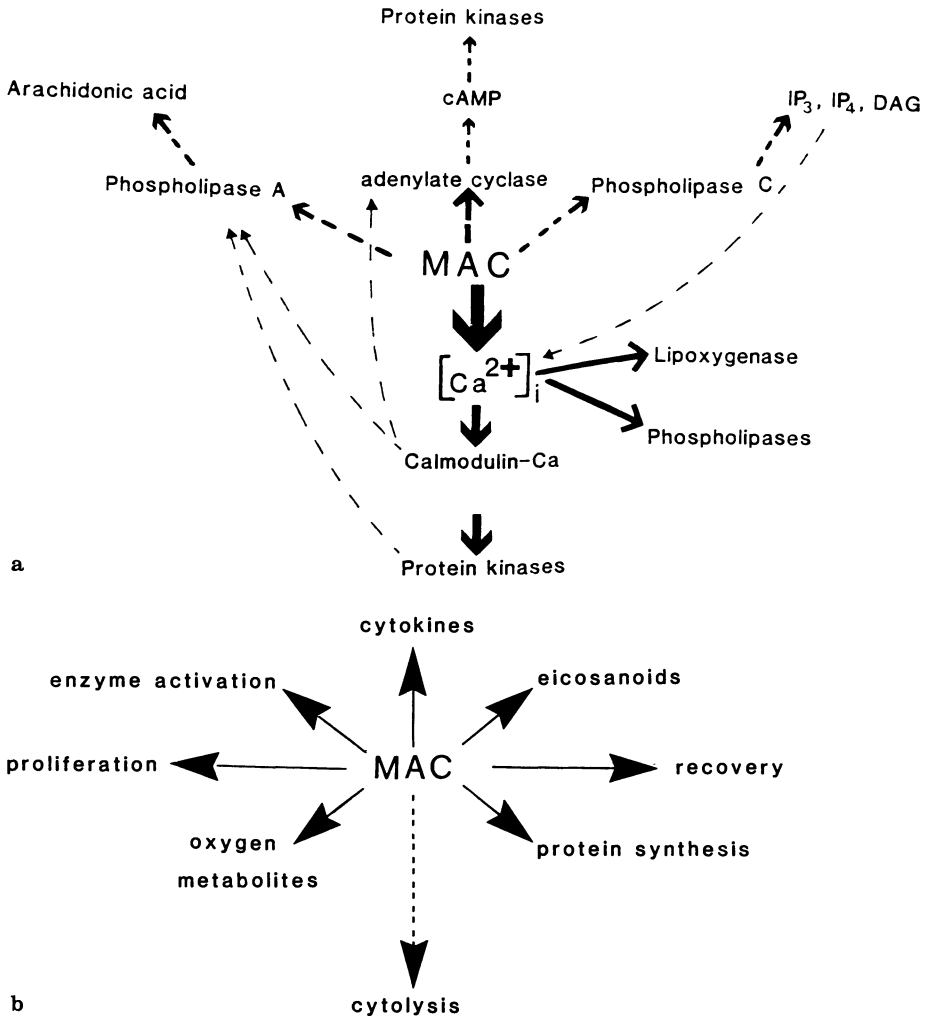 Protein kinases
Arachidonic acid
cAMP
IP3, IP4, DAG
Phospholipase A
adenylate cyclase
Phospholipase C
MAC
[Ca2+]i
Lipoxygenase
Phospholipases
Calmodulin-Ca
Protein kinases
a
cytokines
enzyme activation
eicosanoids
proliferation
MAC
recovery
oxygen
metabolites
protein synthesis
cytolysis
b